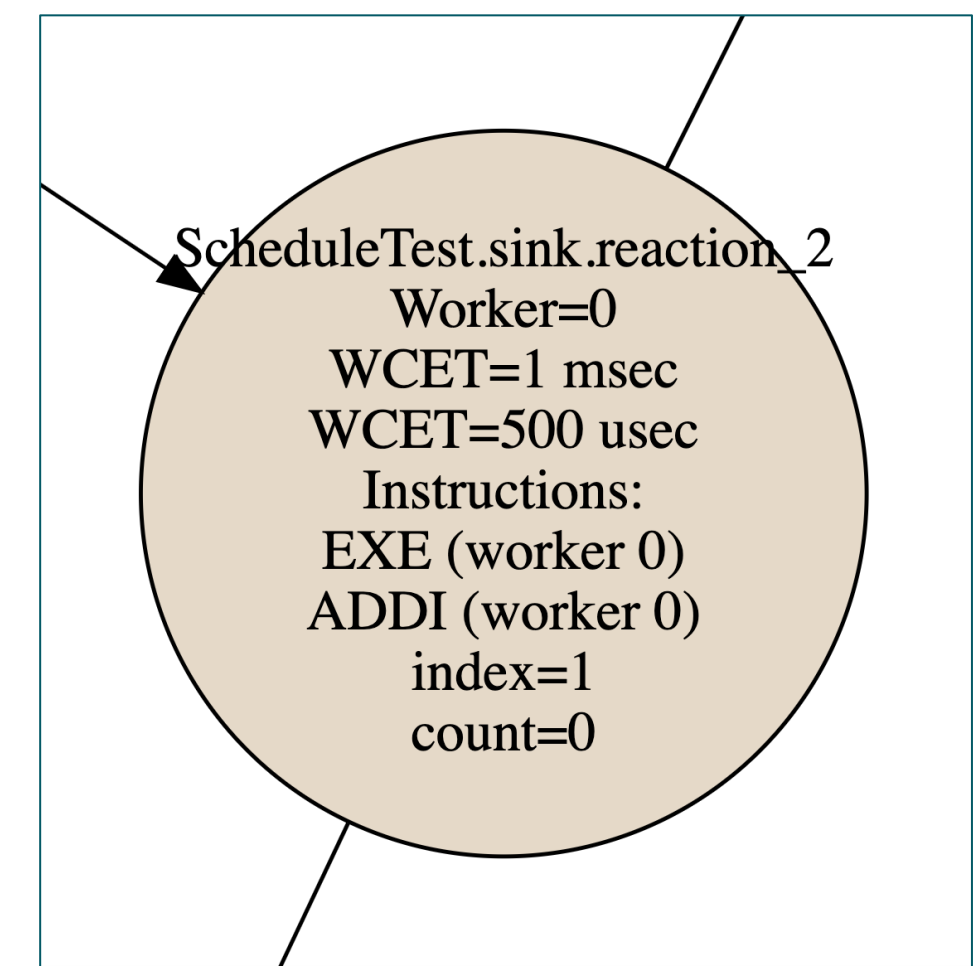 ScheduleTest.sink.reaction_2
Worker=0
WCET=1 msec
WCET=500 usec
Instructions:
EXE (worker 0)
ADDI (worker 0)
index=1
count=0